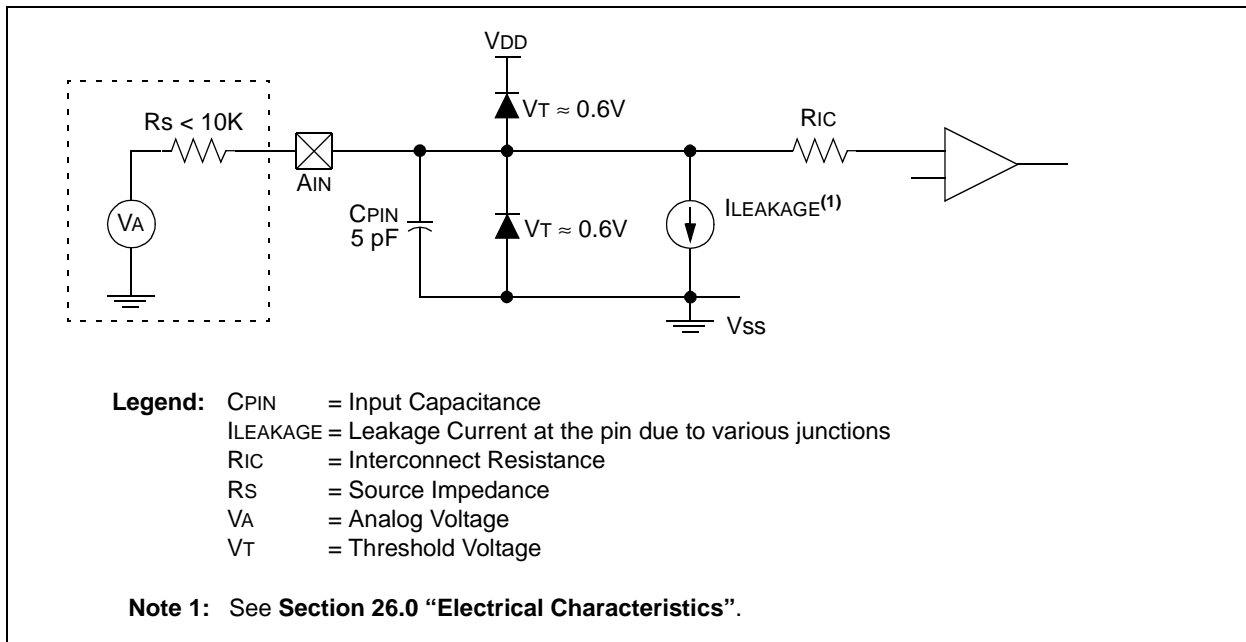 VDD
VT ≈ 0.6V
Rs < 10K
RIC
AIN
CPIN
5 pF
VA
VT ≈ 0.6V
ILEAKAGE(1)
Vss
Legend: CPIN = Input Capacitance
ILEAKAGE = Leakage Current at the pin due to various junctions
RIC = Interconnect Resistance
RS = Source Impedance
VA = Analog Voltage
VT = Threshold Voltage
Note 1: See Section 26.0 “Electrical Characteristics”.